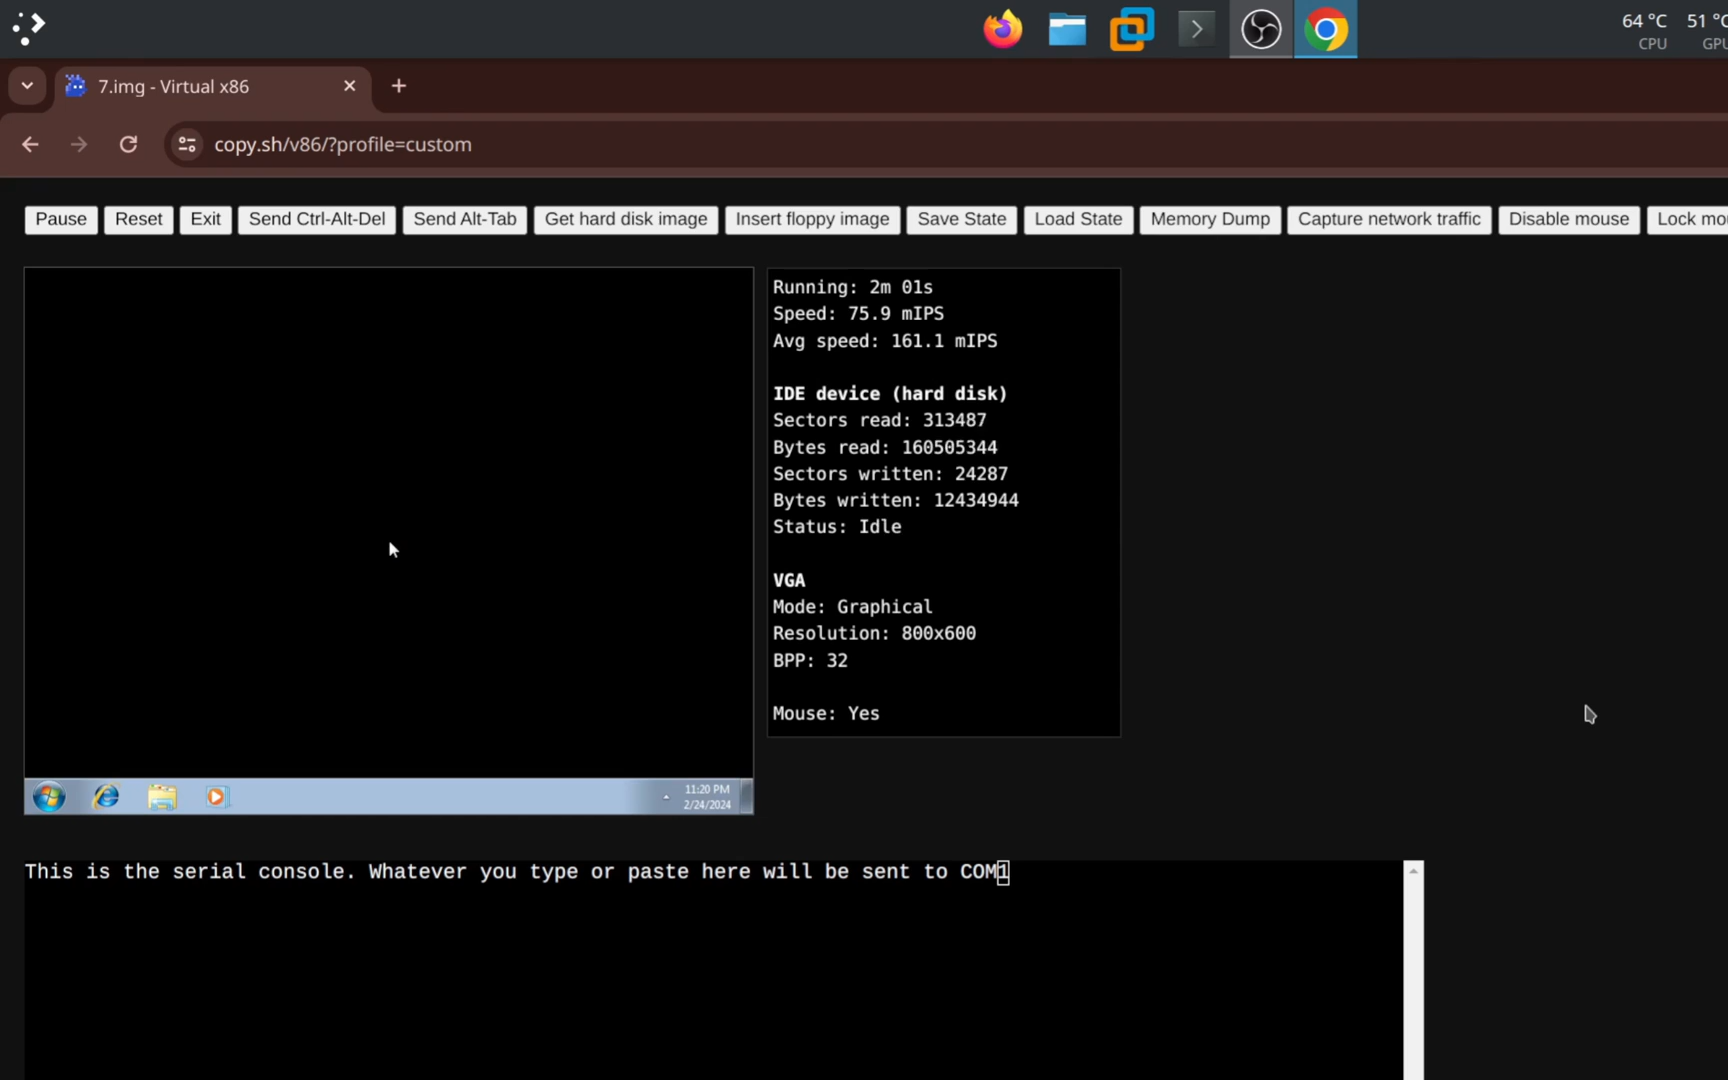 64 °C
51 °C
CPU
GPU
7.img - Virtual x86
copy.sh/v86/?profile=custom
Pause Reset Exit Send Ctrl-Alt-Del Send Alt-Tab Get hard disk image Insert floppy image Save State Load State Memory Dump Capture network traffic Disable mouse Lock mo
Running: 2m 01s
Speed: 75.9 mIPS
Avg speed: 161.1 mIPS
IDE device (hard disk)
Sectors read: 313487
Bytes read: 160505344
Sectors written: 24287
Bytes written: 12434944
Status: Idle
VGA
Mode: Graphical
Resolution: 800x600
BPP: 32
Mouse: Yes
11:20 PM
2/24/2024
This is the serial console. Whatever you type or paste here will be sent to COM1